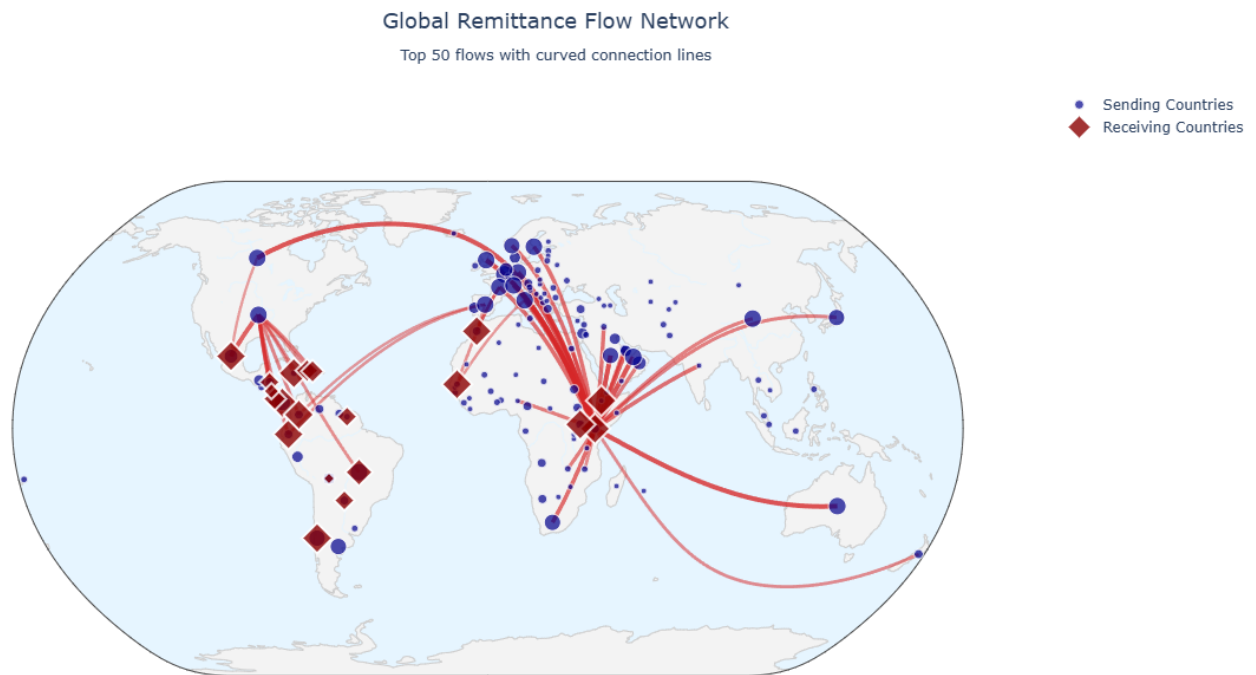 Global Remittance Flow Network
Top 50 flows with curved connection lines
Sending Countries
Receiving Countries